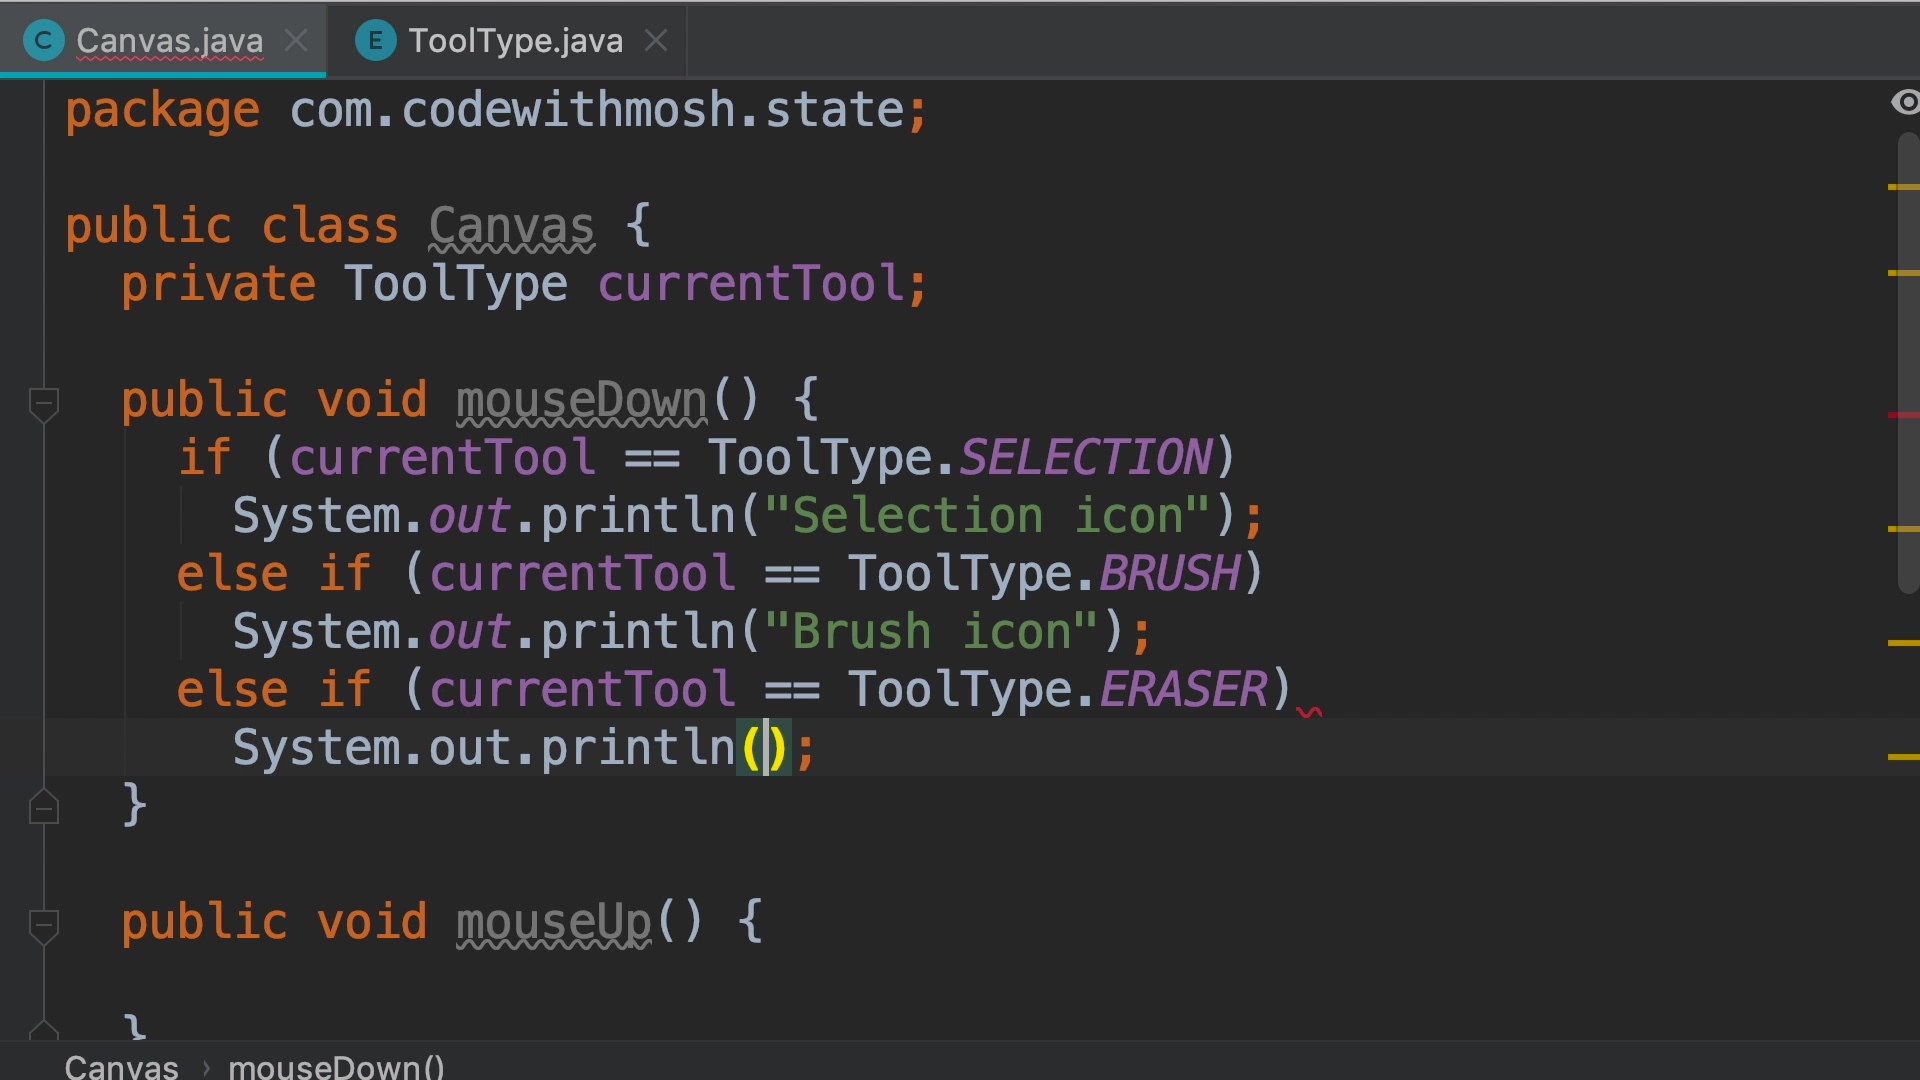 Canvas.java ToolType.java
package com.codewithmosh.state;
public class Canvas {
private ToolType currentTool;
public void mouseDown() {
if (currentTool == ToolType.SELECTION)
System.out.println("Selection icon");
else if (currentTool == ToolType.BRUSH)
System.out.println("Brush icon");
else if (currentTool == ToolType.ERASER)
System.out.println();
}
public void mouseUp() {
}
Canvas › mouseDown()